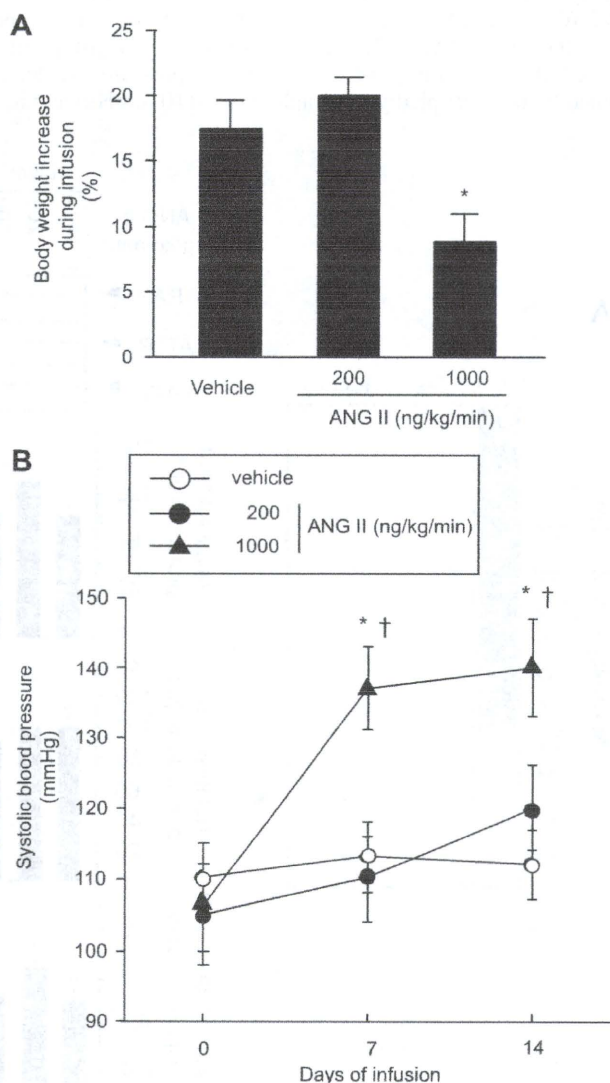 A
25
20
15
10
5
0
Body weight increase
during infusion
(%)
*
Vehicle
200
1000
ANG II (ng/kg/min)
B
vehicle
200
1000
ANG II (ng/kg/min)
150
140
130
120
110
100
90
Systolic blood pressure
(mmHg)
* †
* †
0
7
14
Days of infusion